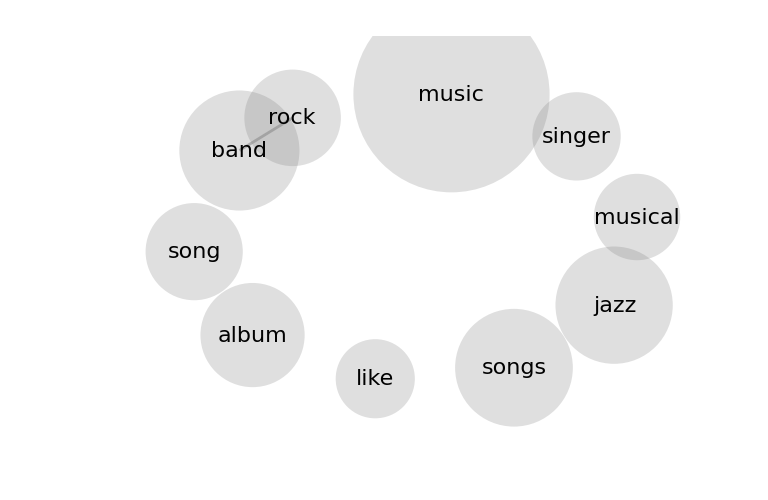 music
rock
singer
band
musical
song
jazz
album
songs
like